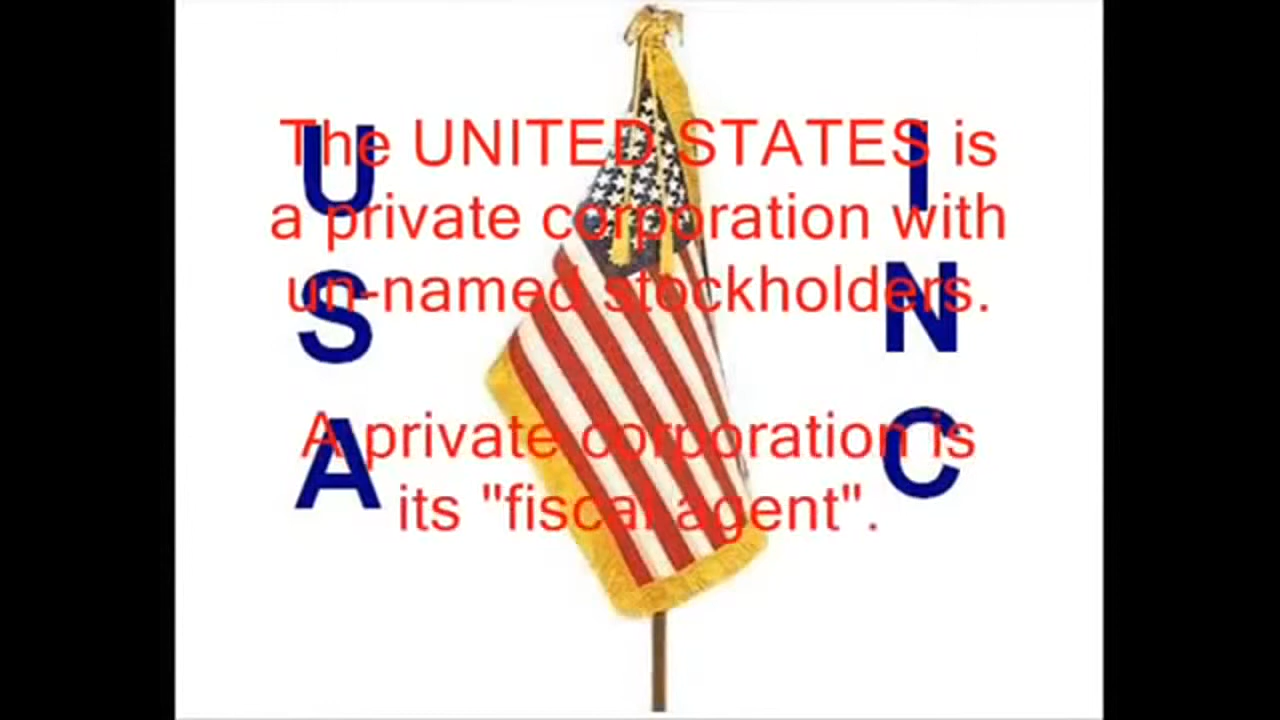 The UNITED STATES is
a private corporation with
un-named stockholders.
A private corporation is
its "fiscal agent".
U
S
A
I
N
C